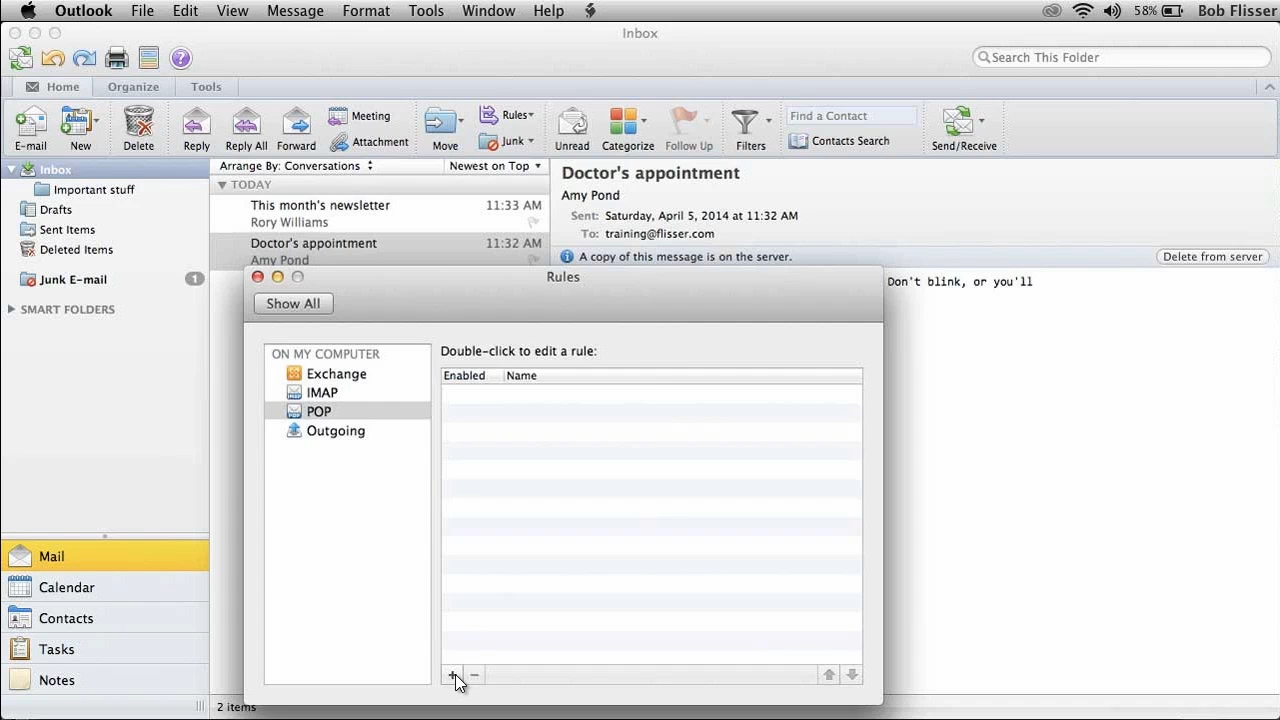 Outlook File Edit View Message Format Tools Window Help 58% Bob Flisser
Inbox
Search This Folder
Home Organize Tools
E-mail New Delete Reply Reply All Forward Meeting Attachment Move Rules Junk Unread Categorize Follow Up Filters Find a Contact Contacts Search Send/Receive
Inbox
Important stuff
Drafts
Sent Items
Deleted Items
Junk E-mail 1
SMART FOLDERS
Mail
Calendar
Contacts
Tasks
Notes
Arrange By: Conversations Newest on Top
TODAY
This month's newsletter 11:33 AM
Rory Williams
Doctor's appointment 11:32 AM
Amy Pond
Doctor's appointment
Amy Pond
Sent: Saturday, April 5, 2014 at 11:32 AM
To: training@flisser.com
A copy of this message is on the server. Delete from server
Don't blink, or you'll
Rules
Show All
ON MY COMPUTER
Exchange
IMAP
POP
Outgoing
Double-click to edit a rule:
Enabled Name
2 items